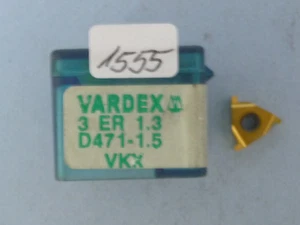 1555
VARDEX
3 ER 1.3
D471-1.5
VKX